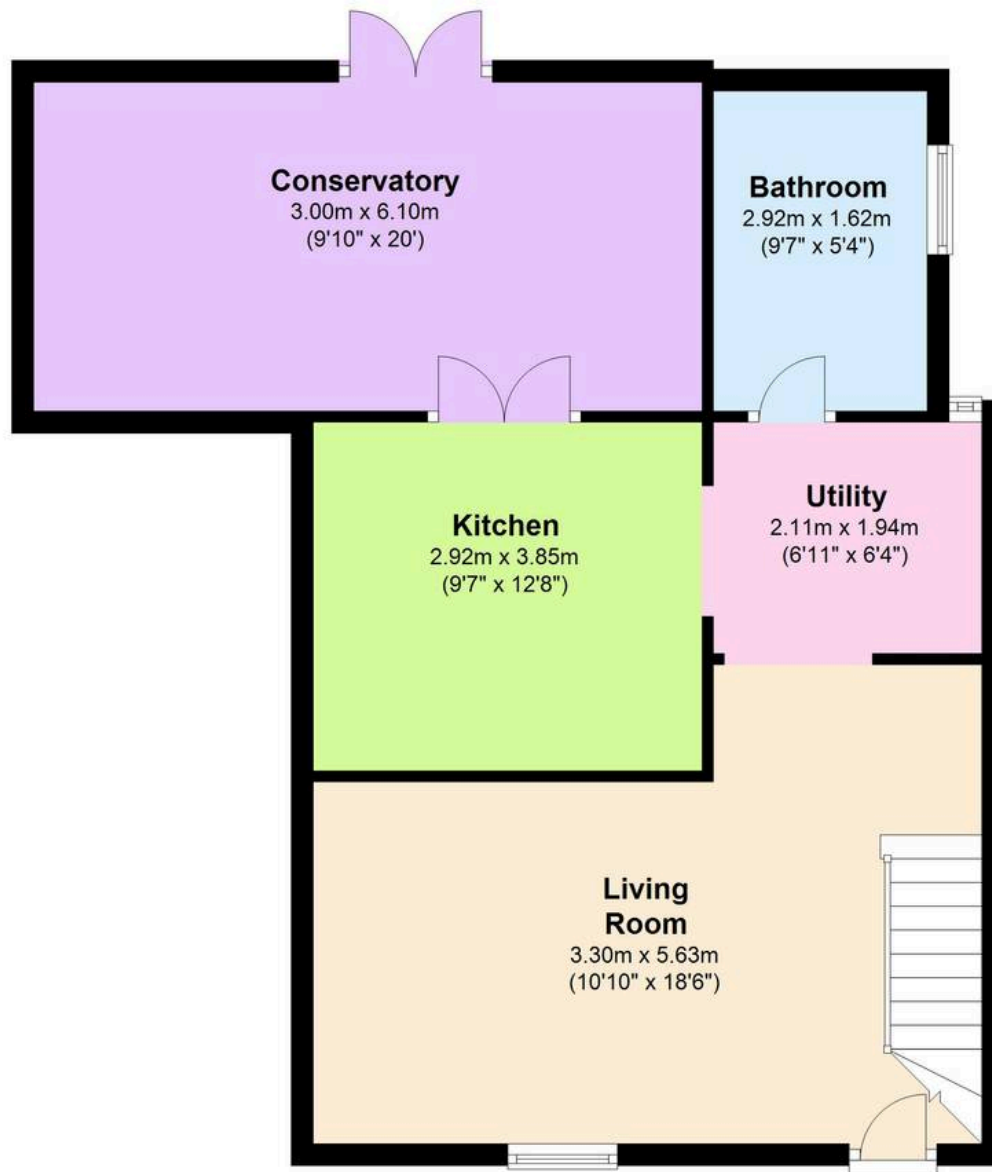 Conservatory
3.00m x 6.10m
(9'10" x 20')
Bathroom
2.92m x 1.62m
(9'7" x 5'4")
Kitchen
2.92m x 3.85m
(9'7" x 12'8")
Utility
2.11m x 1.94m
(6'11" x 6'4")
Living
Room
3.30m x 5.63m
(10'10" x 18'6")